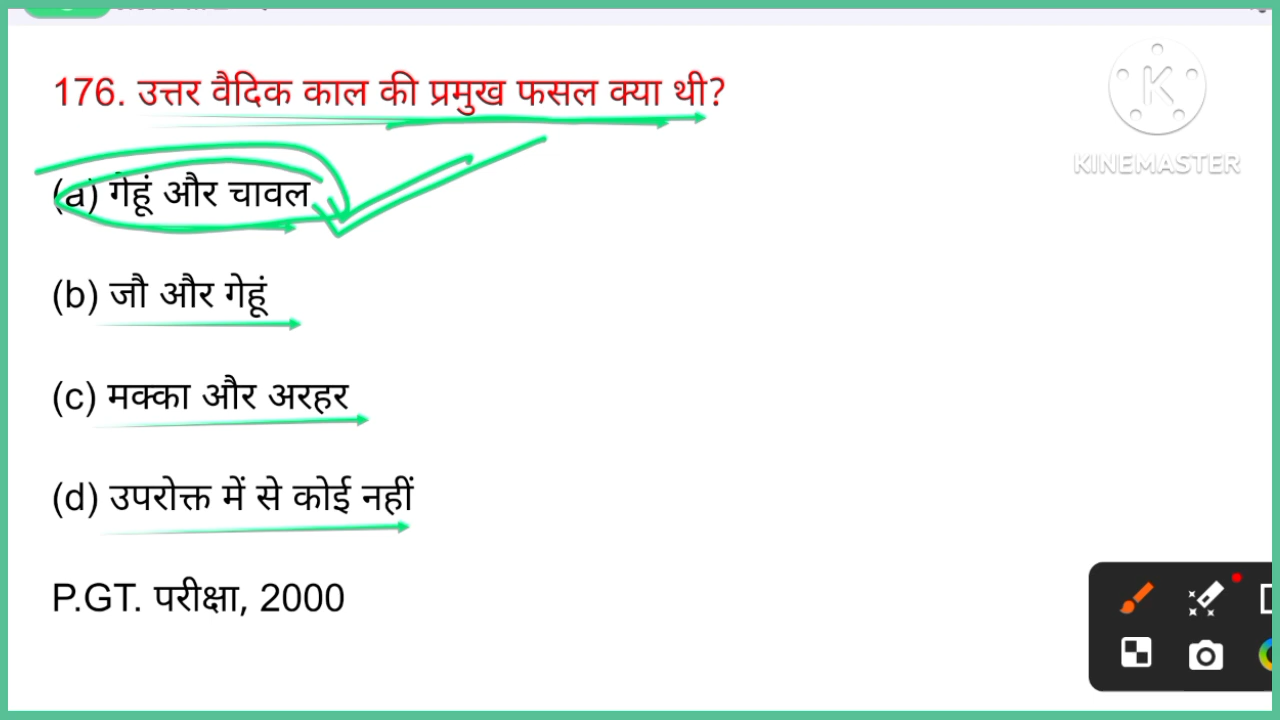 176. उत्तर वैदिक काल की प्रमुख फसल क्या थी?
K
KINEMASTER
(a) गेहूं और चावल
(b) जौ और गेहूं
(c) मक्का और अरहर
(d) उपरोक्त में से कोई नहीं
P.GT. परीक्षा, 2000